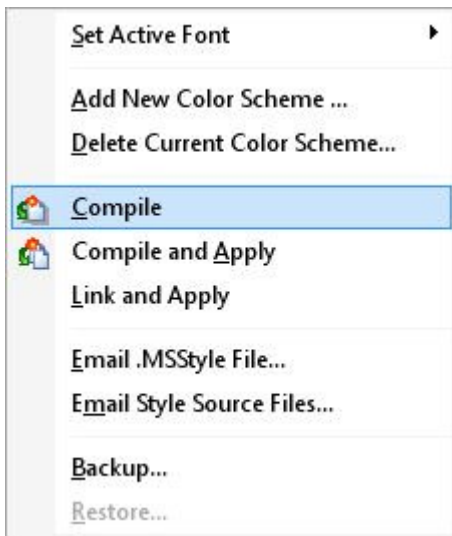 Set Active Font
Add New Color Scheme ...
Delete Current Color Scheme...
Compile
Compile and Apply
Link and Apply
Email .MSStyle File...
Email Style Source Files...
Backup...
Restore...